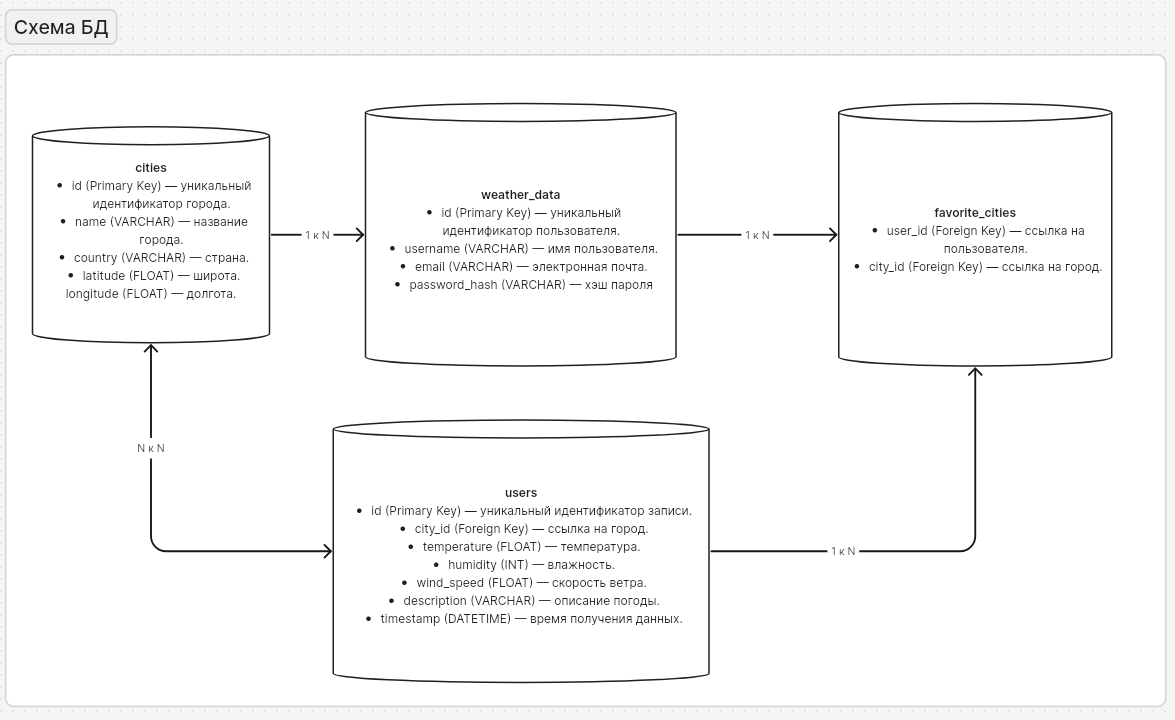 Схема БД
cities
• id (Primary Key) — уникальный
идентификатор города.
• name (VARCHAR) — название
города.
• country (VARCHAR) — страна.
• latitude (FLOAT) — широта.
longitude (FLOAT) — долгота.
1 к N
weather_data
• id (Primary Key) — уникальный
идентификатор пользователя.
• username (VARCHAR) — имя пользователя.
• email (VARCHAR) — электронная почта.
• password_hash (VARCHAR) — хэш пароля
1 к N
favorite_cities
• user_id (Foreign Key) — ссылка на
пользователя.
• city_id (Foreign Key) — ссылка на город.
N к N
users
• id (Primary Key) — уникальный идентификатор записи.
• city_id (Foreign Key) — ссылка на город.
• temperature (FLOAT) — температура.
• humidity (INT) — влажность.
• wind_speed (FLOAT) — скорость ветра.
• description (VARCHAR) — описание погоды.
• timestamp (DATETIME) — время получения данных.
1 к N